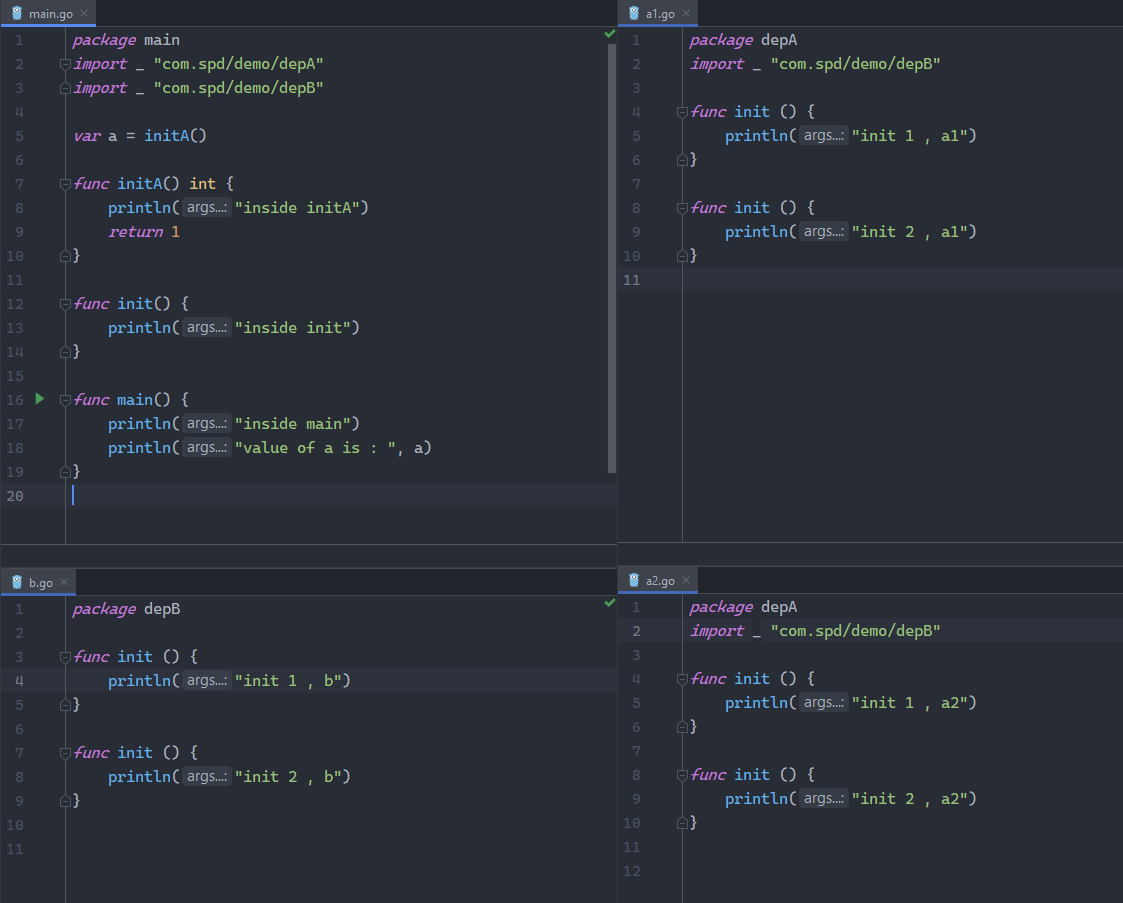 main.go
1 package main
2 import _ "com.spd/demo/depA"
3 import _ "com.spd/demo/depB"
4
5 var a = initA()
6
7 func initA() int {
8     println( args...: "inside initA")
9     return 1
10 }
11
12 func init() {
13     println( args...: "inside init")
14 }
15
16 func main() {
17     println( args...: "inside main")
18     println( args...: "value of a is : ", a)
19 }
20
a1.go
1 package depA
2 import _ "com.spd/demo/depB"
3
4 func init () {
5     println( args...: "init 1 , a1")
6 }
7
8 func init () {
9     println( args...: "init 2 , a1")
10 }
11
b.go
1 package depB
2
3 func init () {
4     println( args...: "init 1 , b")
5 }
6
7 func init () {
8     println( args...: "init 2 , b")
9 }
10
11
a2.go
1 package depA
2 import _ "com.spd/demo/depB"
3
4 func init () {
5     println( args...: "init 1 , a2")
6 }
7
8 func init () {
9     println( args...: "init 2 , a2")
10 }
11
12